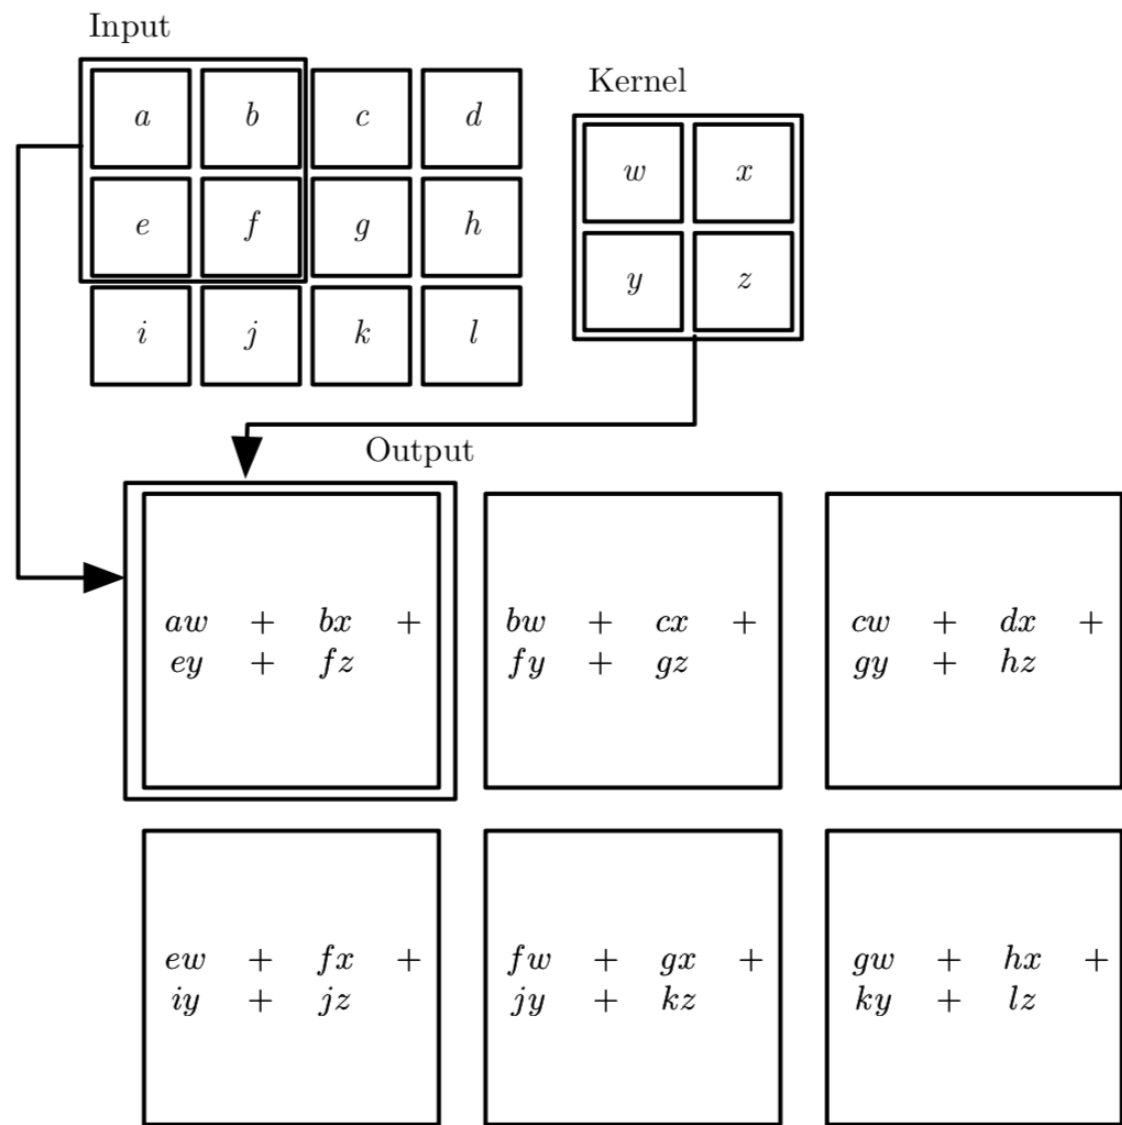 Input
Kernel
a b c d
w x
e f g h
y z
i j k l
Output
aw + bx +
ey + fz
bw + cx +
fy + gz
cw + dx +
gy + hz
ew + fx +
iy + jz
fw + gx +
jy + kz
gw + hx +
ky + lz